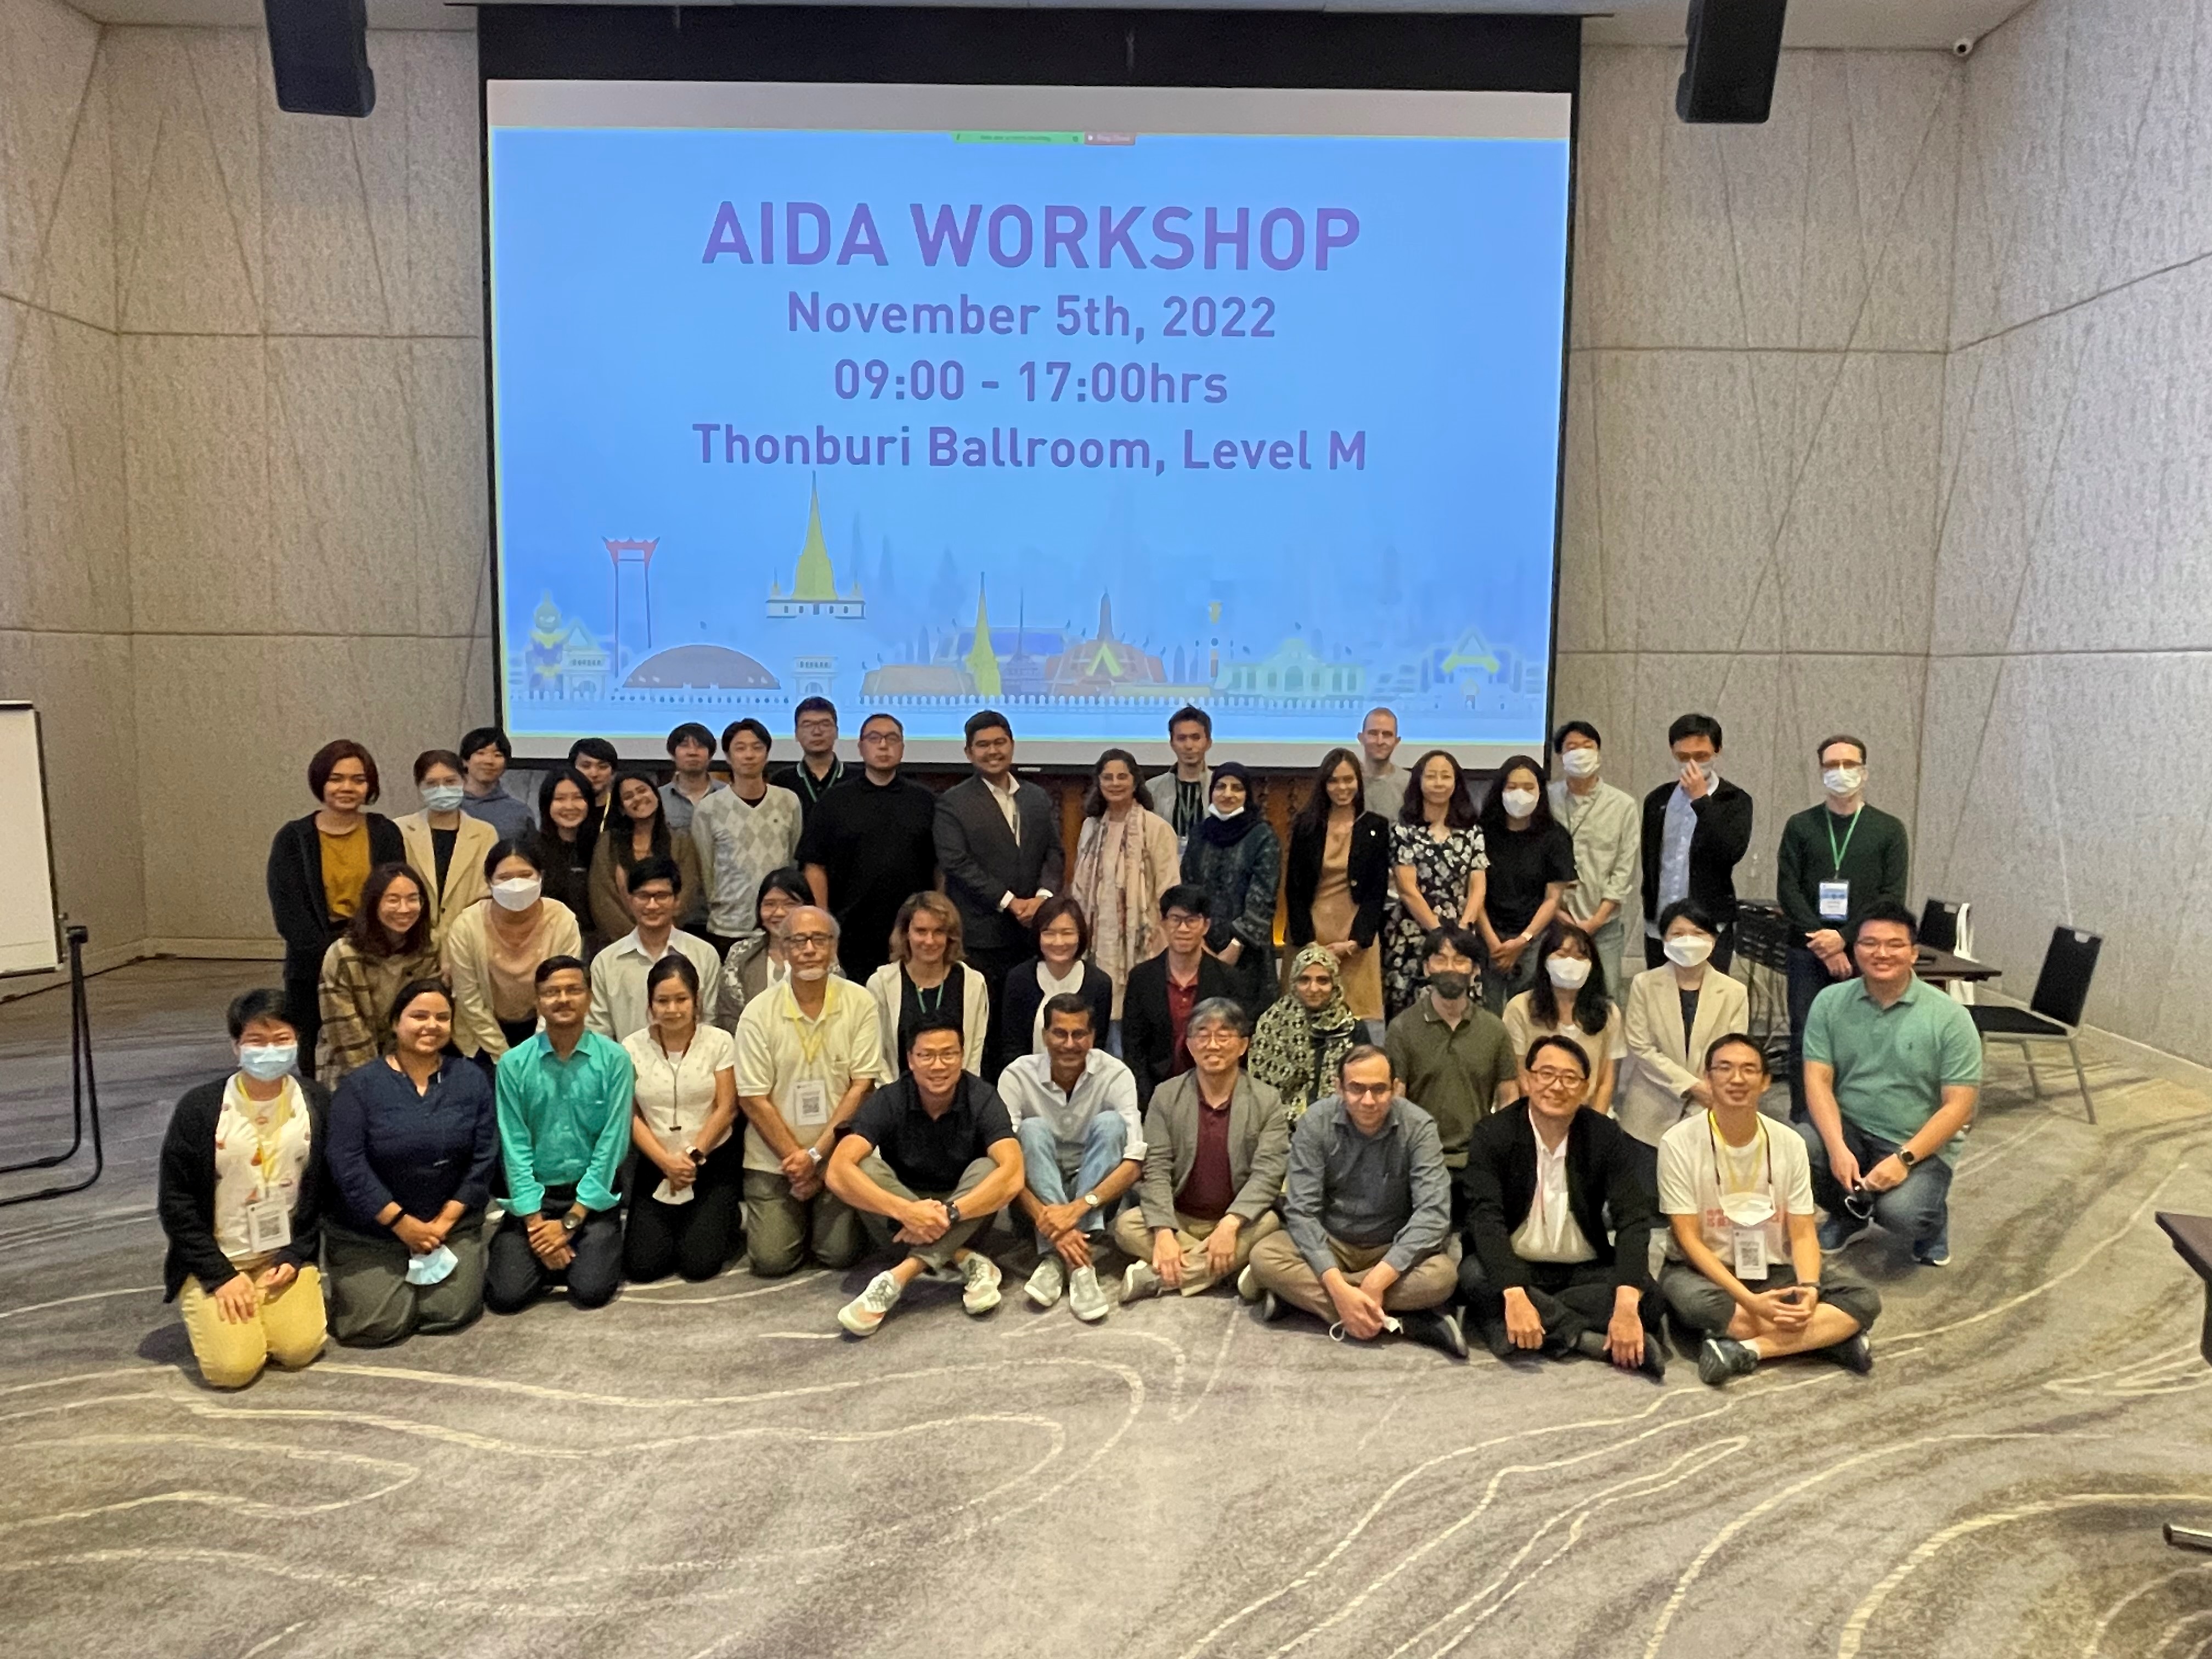 AIDA WORKSHOP
November 5th, 2022
09:00 - 17:00hrs
Thonburi Ballroom, Level M